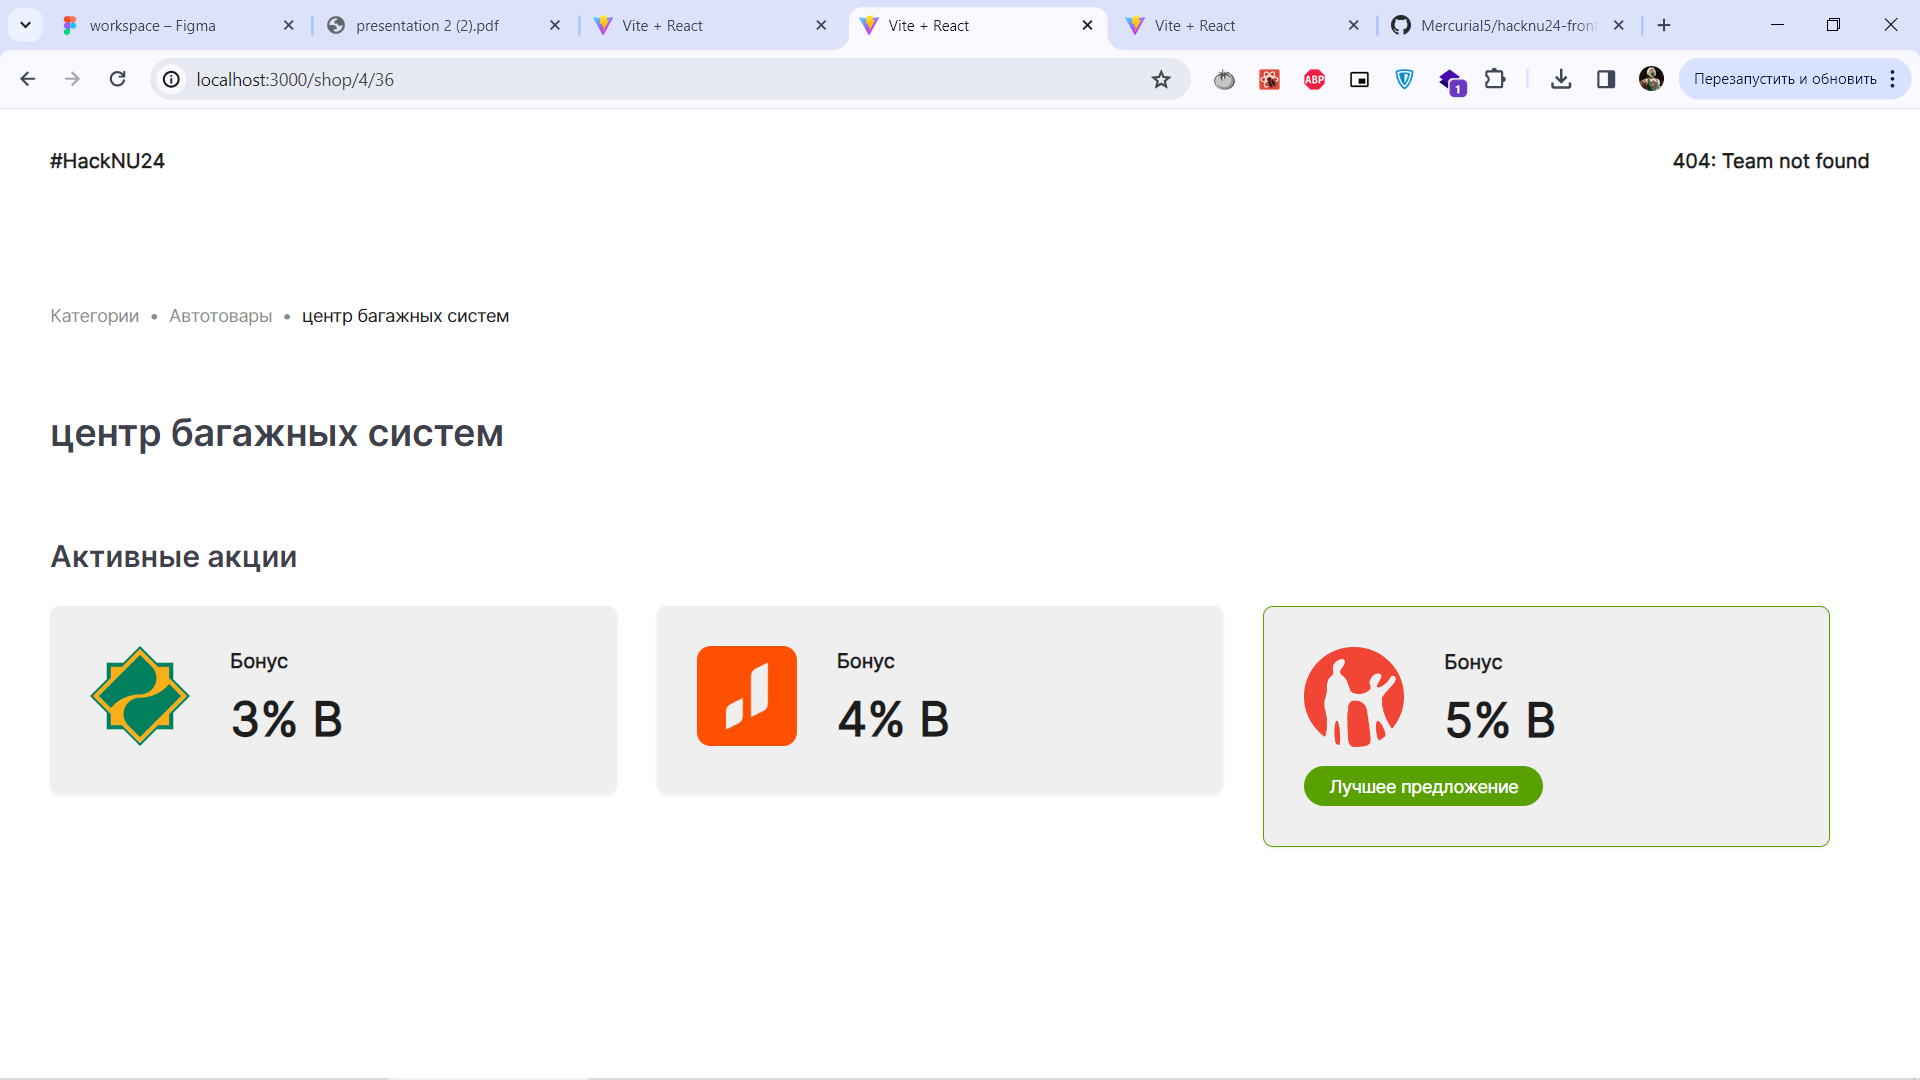 workspace – Figma
presentation 2 (2).pdf
Vite + React
Vite + React
Vite + React
Mercurial5/hacknu24-fron
localhost:3000/shop/4/36
ABP
1
Перезапустить и обновить
#HackNU24
404: Team not found
Категории • Автотовары • центр багажных систем
центр багажных систем
Активные акции
Бонус
3% B
Бонус
4% B
Бонус
5% B
Лучшее предложение